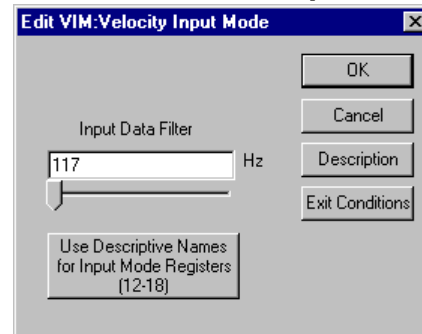 Edit VIM:Velocity Input Mode
OK
Cancel
Input Data Filter
117 Hz
Description
Exit Conditions
Use Descriptive Names
for Input Mode Registers
(12-18)